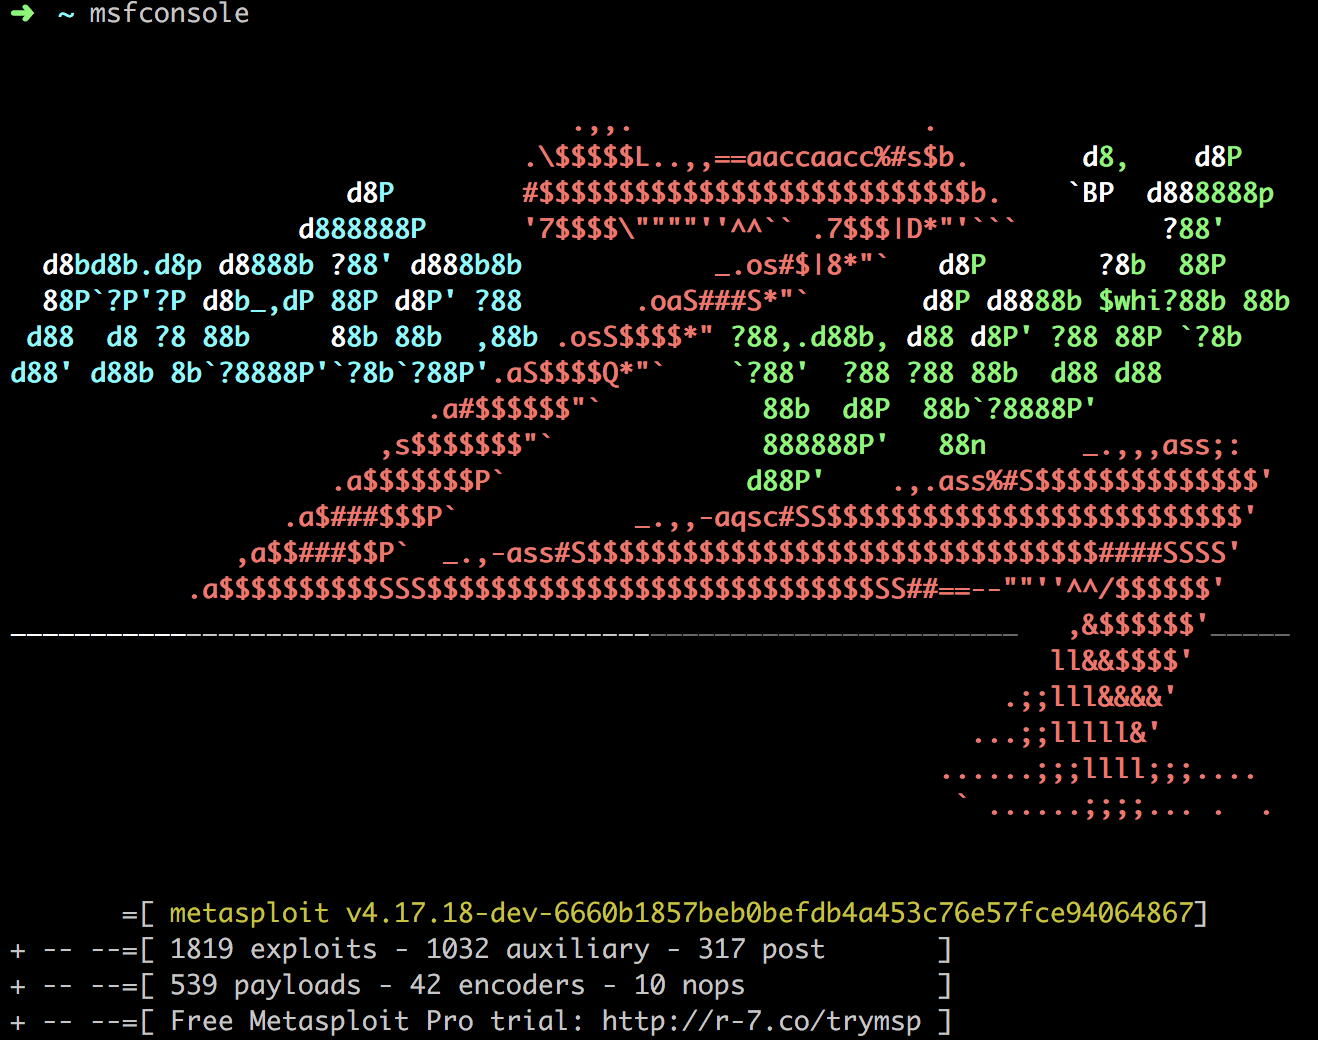 ➜  ~ msfconsole
                                   .,,.                  .
                                .\$$$$$L..,,==aaccaacc%#s$b.       d8,    d8P
                     d8P        #$$$$$$$$$$$$$$$$$$$$$$$$$$$b.    `BP  d888888p
                  d888888P      '7$$$$\""""''^^`` .7$$$|D*"'```         ?88'
  d8bd8b.d8p d8888b ?88' d888b8b            _.os#$|8*"`   d8P       ?8b  88P
  88P`?P'?P d8b_,dP 88P d8P' ?88       .oaS###S*"`       d8P d8888b $whi?88b 88b
 d88  d8 ?8 88b     88b 88b  ,88b .osS$$$$*" ?88,.d88b, d88 d8P' ?88 88P `?8b
d88' d88b 8b`?8888P'`?8b`?88P'.aS$$$$Q*"`    `?88'  ?88 ?88 88b  d88 d88
                          .a#$$$$$$"`          88b  d8P  88b`?8888P'
                       ,s$$$$$$$"`             888888P'   88n      _.,,,ass;:
                    .a$$$$$$$P`               d88P'    .,.ass%#S$$$$$$$$$$$$$$'
                 .a$###$$$P`           _.,,-aqsc#SS$$$$$$$$$$$$$$$$$$$$$$$$$$'
              ,a$$###$$P`  _.,-ass#S$$$$$$$$$$$$$$$$$$$$$$$$$$$$$$$$####SSSS'
           .a$$$$$$$$$$SSS$$$$$$$$$$$$$$$$$$$$$$$$$$$$SS##==--""''^^/$$$$$$'
_______________________________________________________________   ,&$$$$$$'_____
                                                                 ll&&$$$$'
                                                              .;;lll&&&&'
                                                            ...;;lllll&'
                                                          ......;;;llll;;;....
                                                           ` ......;;;;... .  .
       =[ metasploit v4.17.18-dev-6660b1857beb0befdb4a453c76e57fce94064867]
+ -- --=[ 1819 exploits - 1032 auxiliary - 317 post       ]
+ -- --=[ 539 payloads - 42 encoders - 10 nops            ]
+ -- --=[ Free Metasploit Pro trial: http://r-7.co/trymsp ]